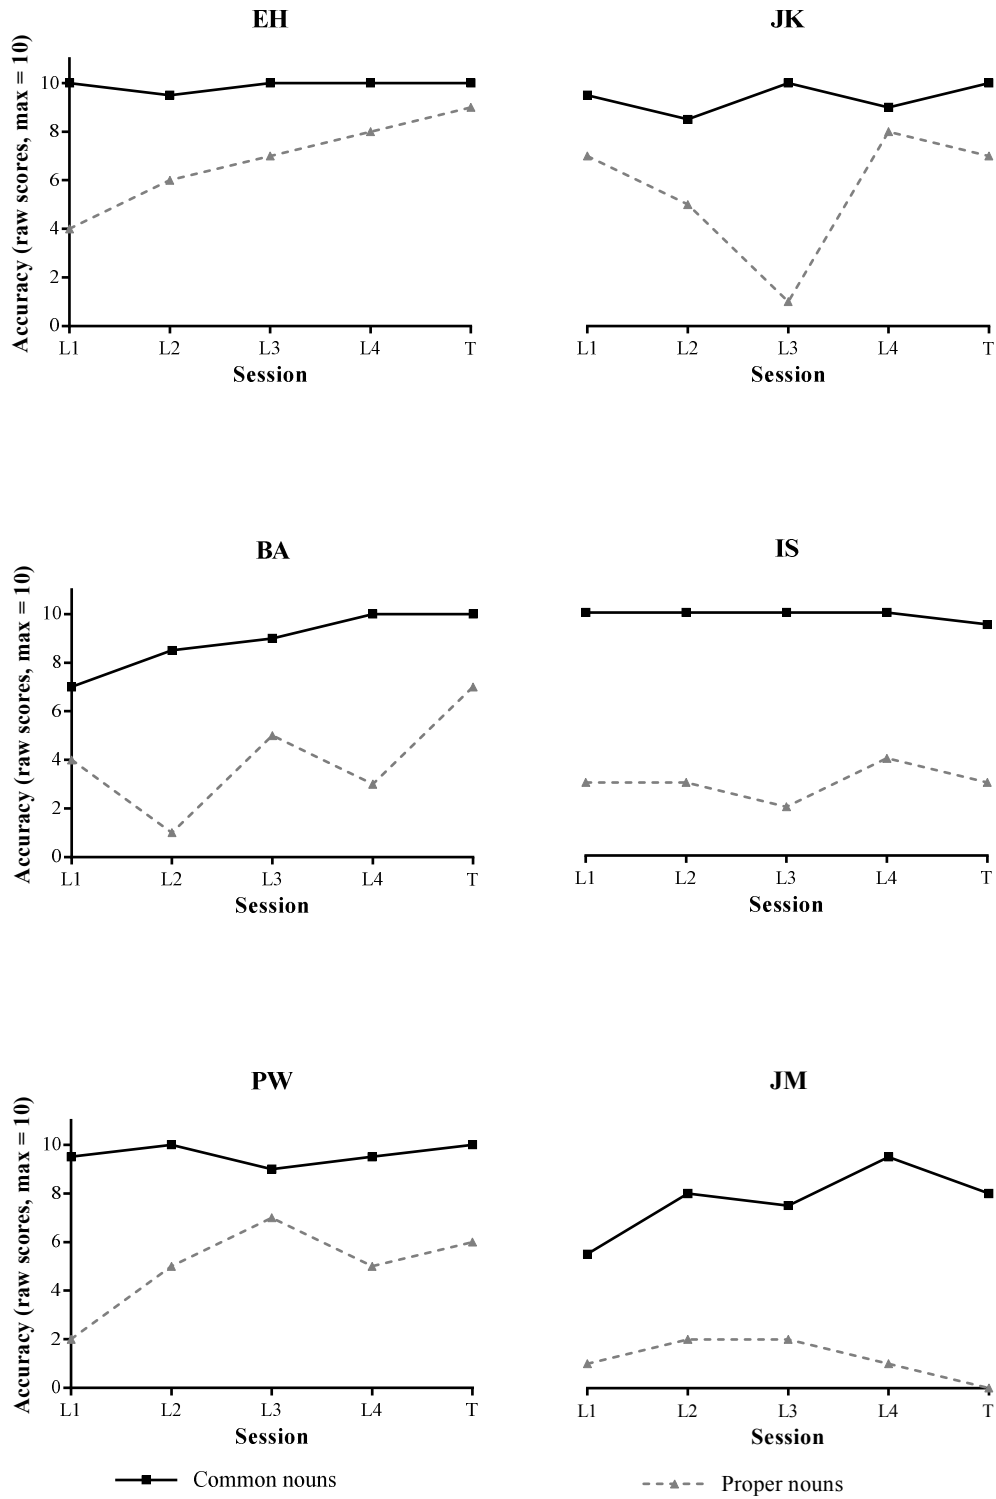 EH
JK
Accuracy (raw scores, max = 10)
10
8
6
4
2
0
L1 L2 L3 L4 T
Session
L1 L2 L3 L4 T
Session
BA
IS
Accuracy (raw scores, max = 10)
10
8
6
4
2
0
L1 L2 L3 L4 T
Session
L1 L2 L3 L4 T
Session
PW
JM
Accuracy (raw scores, max = 10)
10
8
6
4
2
0
L1 L2 L3 L4 T
Session
L1 L2 L3 L4 T
Session
Common nouns
Proper nouns